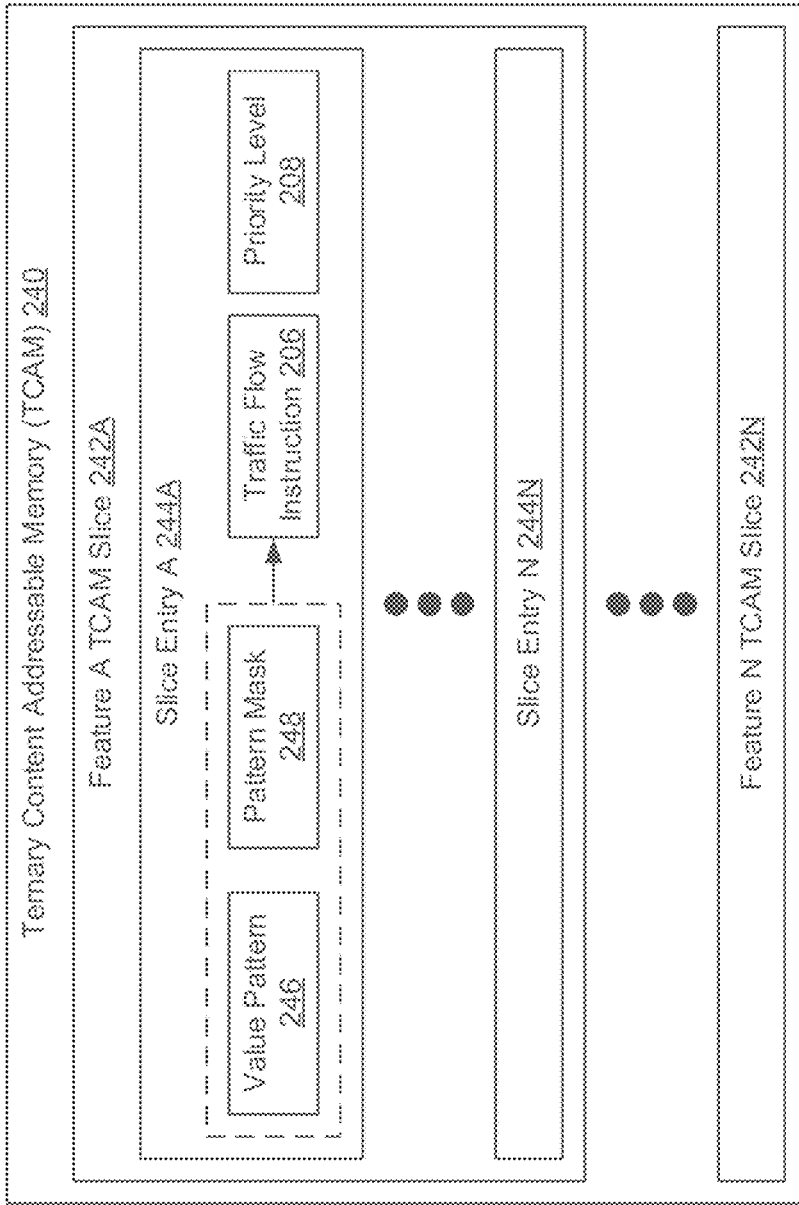 Ternary Content Addressable Memory (TCAM) 240
Feature A TCAM Slice 242A
Slice Entry A 244A
Value Pattern
246
Pattern Mask
248
Traffic Flow
Instruction 206
Priority Level
208
Slice Entry N 244N
Feature N TCAM Slice 242N